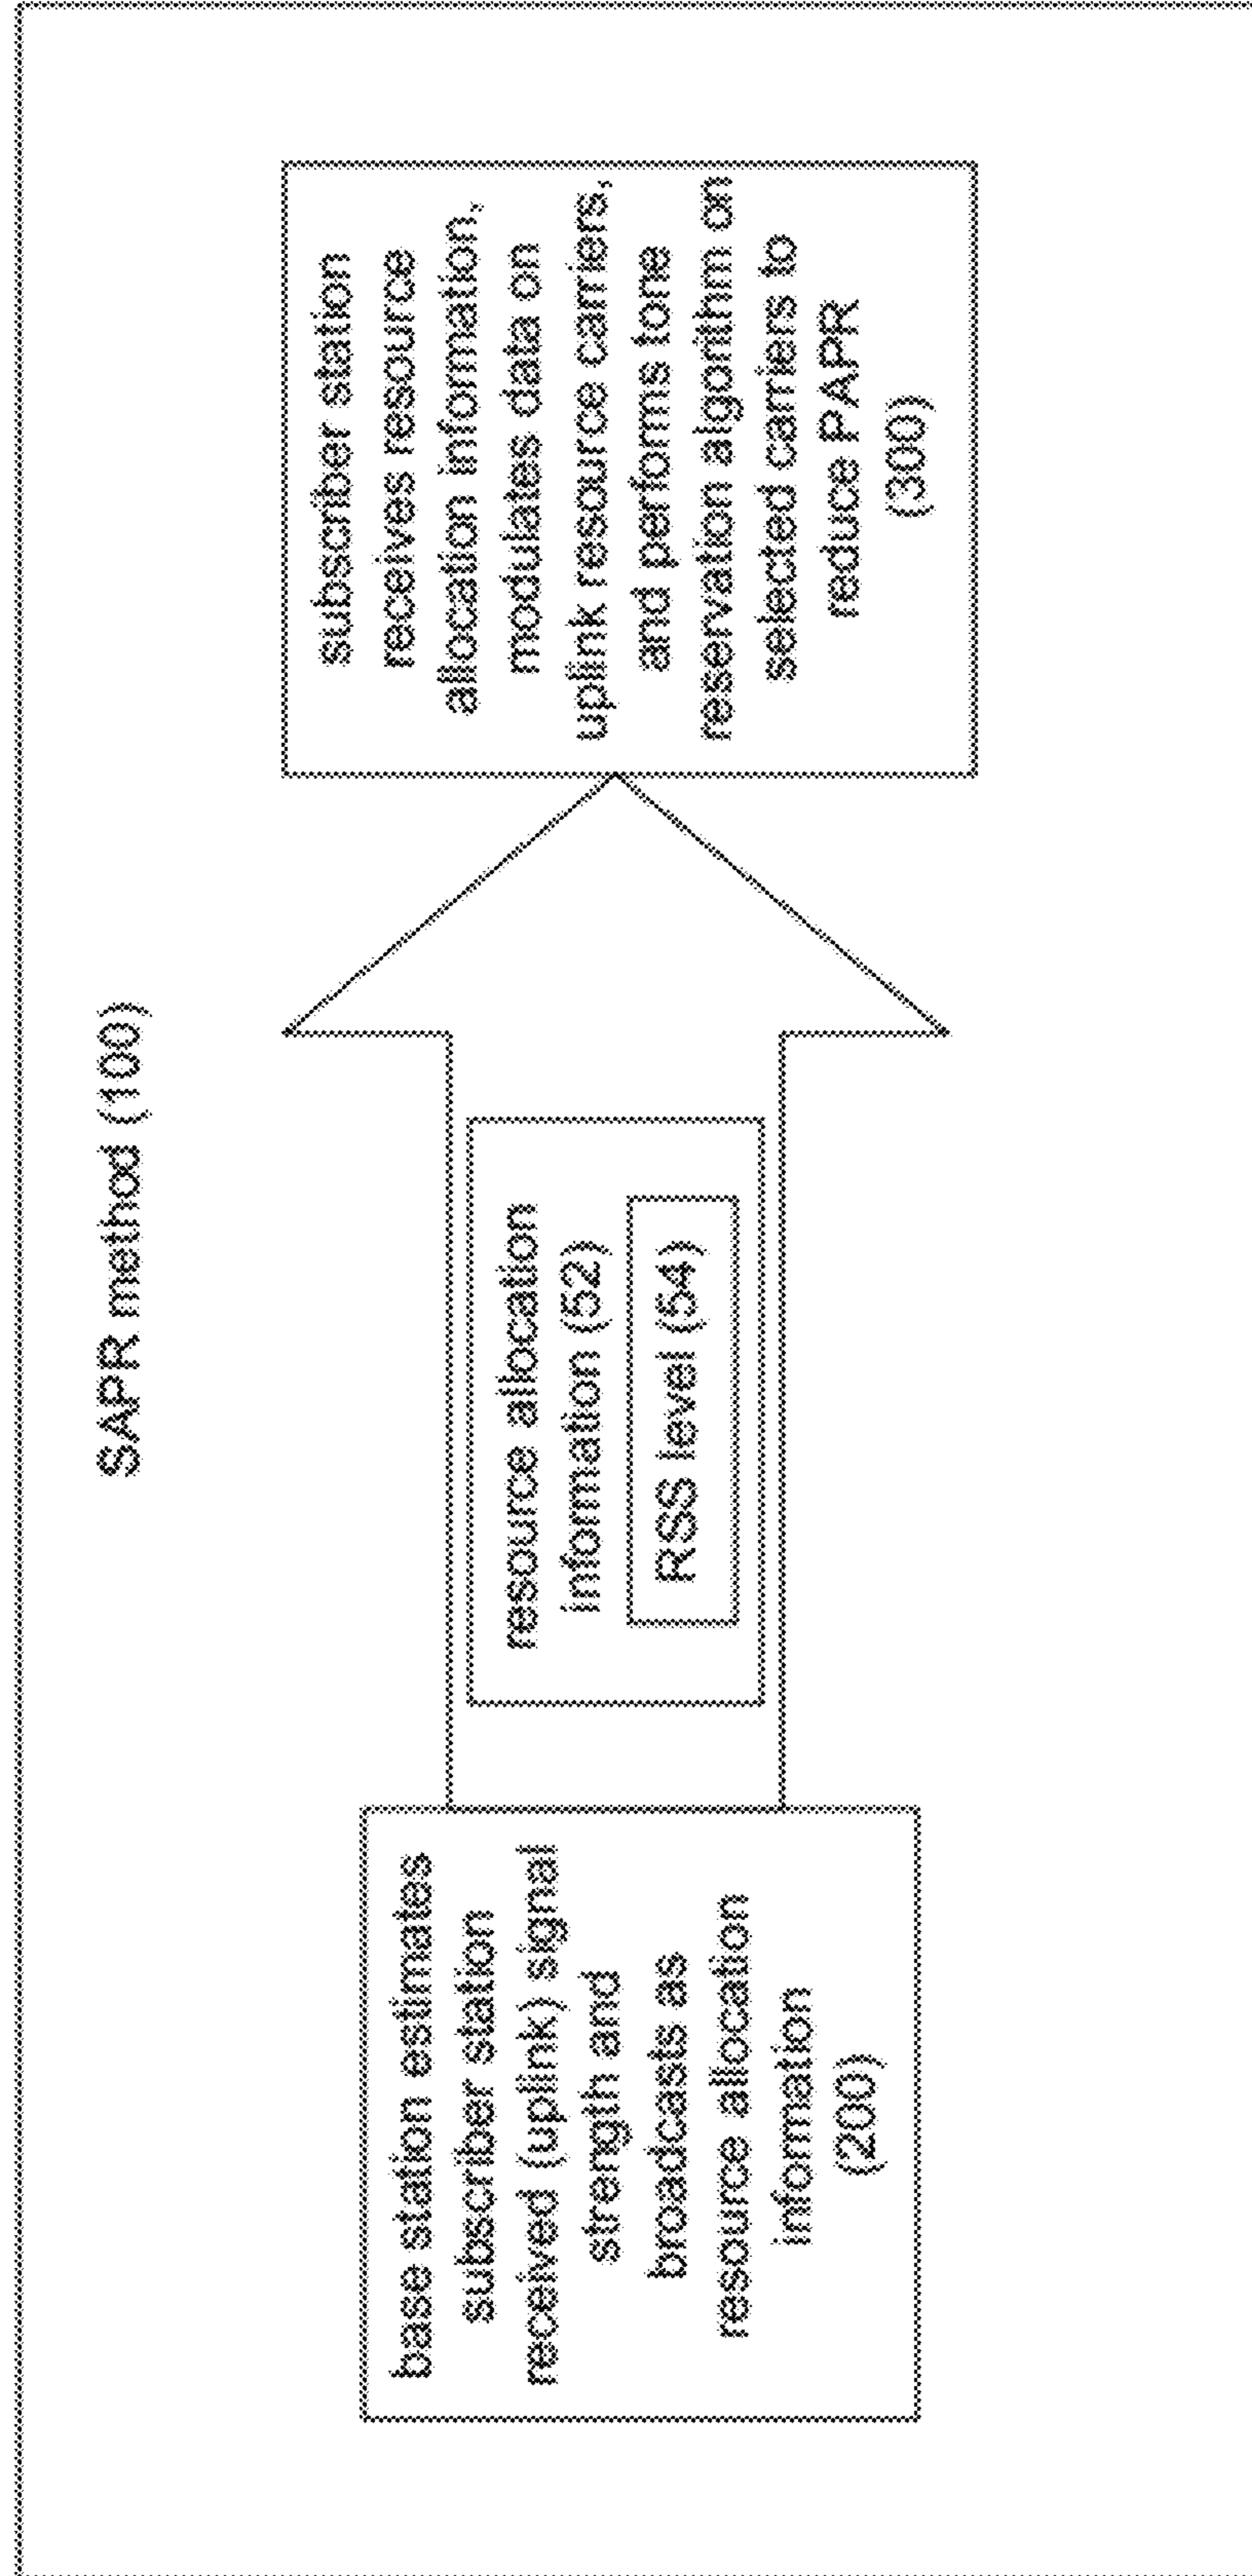 SAPR method (100)
base station estimates
subscriber station
received (uplink) signal
strength and
broadcasts as
resource allocation
information
(200)
resource allocation
information (52)
RSS level (54)
subscriber station
receives resource
allocation information,
modulates data on
uplink resource carriers,
and performs tone
reservation algorithm on
selected carriers to
reduce PAPR
(300)